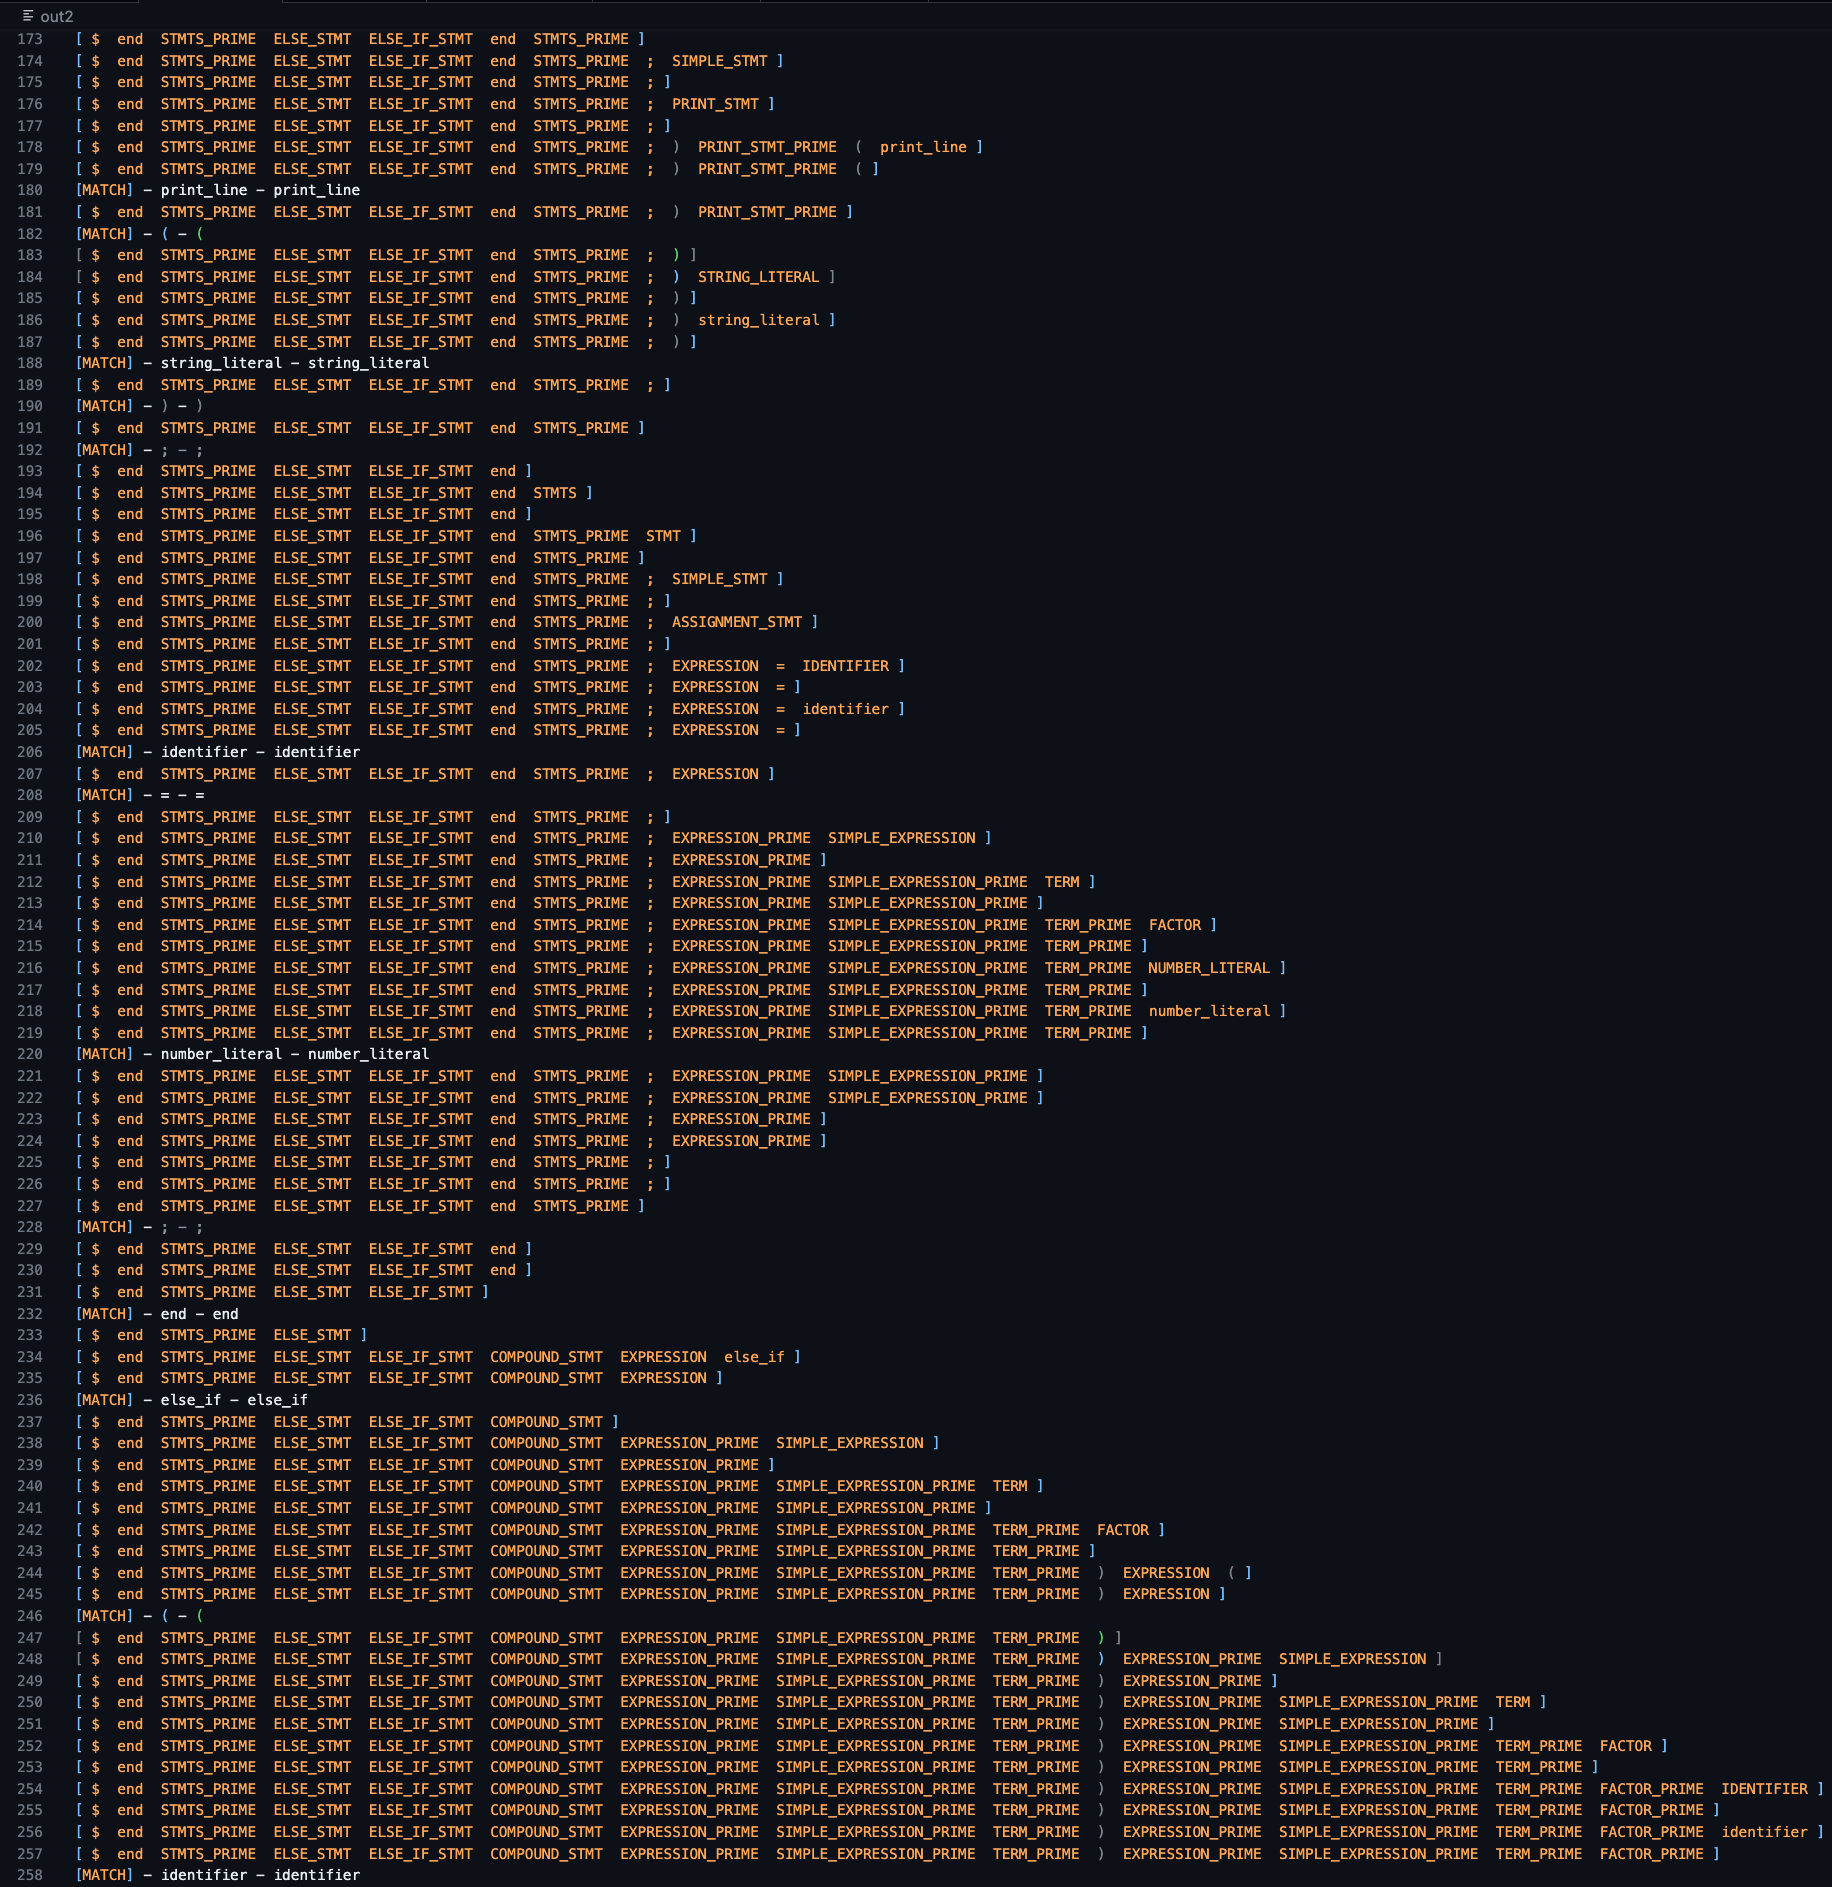 out2
173 [ $ end STMTS_PRIME ELSE_STMT ELSE_IF_STMT end STMTS_PRIME ]
174 [ $ end STMTS_PRIME ELSE_STMT ELSE_IF_STMT end STMTS_PRIME ; SIMPLE_STMT ]
175 [ $ end STMTS_PRIME ELSE_STMT ELSE_IF_STMT end STMTS_PRIME ; ]
176 [ $ end STMTS_PRIME ELSE_STMT ELSE_IF_STMT end STMTS_PRIME ; PRINT_STMT ]
177 [ $ end STMTS_PRIME ELSE_STMT ELSE_IF_STMT end STMTS_PRIME ; ]
178 [ $ end STMTS_PRIME ELSE_STMT ELSE_IF_STMT end STMTS_PRIME ; ) PRINT_STMT_PRIME ( print_line ]
179 [ $ end STMTS_PRIME ELSE_STMT ELSE_IF_STMT end STMTS_PRIME ; ) PRINT_STMT_PRIME ( ]
180 [MATCH] - print_line - print_line
181 [ $ end STMTS_PRIME ELSE_STMT ELSE_IF_STMT end STMTS_PRIME ; ) PRINT_STMT_PRIME ]
182 [MATCH] - ( - (
183 [ $ end STMTS_PRIME ELSE_STMT ELSE_IF_STMT end STMTS_PRIME ; ) ]
184 [ $ end STMTS_PRIME ELSE_STMT ELSE_IF_STMT end STMTS_PRIME ; ) STRING_LITERAL ]
185 [ $ end STMTS_PRIME ELSE_STMT ELSE_IF_STMT end STMTS_PRIME ; ) ]
186 [ $ end STMTS_PRIME ELSE_STMT ELSE_IF_STMT end STMTS_PRIME ; ) string_literal ]
187 [ $ end STMTS_PRIME ELSE_STMT ELSE_IF_STMT end STMTS_PRIME ; ) ]
188 [MATCH] - string_literal - string_literal
189 [ $ end STMTS_PRIME ELSE_STMT ELSE_IF_STMT end STMTS_PRIME ; ]
190 [MATCH] - ) - )
191 [ $ end STMTS_PRIME ELSE_STMT ELSE_IF_STMT end STMTS_PRIME ]
192 [MATCH] - ; - ;
193 [ $ end STMTS_PRIME ELSE_STMT ELSE_IF_STMT end ]
194 [ $ end STMTS_PRIME ELSE_STMT ELSE_IF_STMT end STMTS ]
195 [ $ end STMTS_PRIME ELSE_STMT ELSE_IF_STMT end ]
196 [ $ end STMTS_PRIME ELSE_STMT ELSE_IF_STMT end STMTS_PRIME STMT ]
197 [ $ end STMTS_PRIME ELSE_STMT ELSE_IF_STMT end STMTS_PRIME ]
198 [ $ end STMTS_PRIME ELSE_STMT ELSE_IF_STMT end STMTS_PRIME ; SIMPLE_STMT ]
199 [ $ end STMTS_PRIME ELSE_STMT ELSE_IF_STMT end STMTS_PRIME ; ]
200 [ $ end STMTS_PRIME ELSE_STMT ELSE_IF_STMT end STMTS_PRIME ; ASSIGNMENT_STMT ]
201 [ $ end STMTS_PRIME ELSE_STMT ELSE_IF_STMT end STMTS_PRIME ; ]
202 [ $ end STMTS_PRIME ELSE_STMT ELSE_IF_STMT end STMTS_PRIME ; EXPRESSION = IDENTIFIER ]
203 [ $ end STMTS_PRIME ELSE_STMT ELSE_IF_STMT end STMTS_PRIME ; EXPRESSION = ]
204 [ $ end STMTS_PRIME ELSE_STMT ELSE_IF_STMT end STMTS_PRIME ; EXPRESSION = identifier ]
205 [ $ end STMTS_PRIME ELSE_STMT ELSE_IF_STMT end STMTS_PRIME ; EXPRESSION = ]
206 [MATCH] - identifier - identifier
207 [ $ end STMTS_PRIME ELSE_STMT ELSE_IF_STMT end STMTS_PRIME ; EXPRESSION ]
208 [MATCH] - = - =
209 [ $ end STMTS_PRIME ELSE_STMT ELSE_IF_STMT end STMTS_PRIME ; ]
210 [ $ end STMTS_PRIME ELSE_STMT ELSE_IF_STMT end STMTS_PRIME ; EXPRESSION_PRIME SIMPLE_EXPRESSION ]
211 [ $ end STMTS_PRIME ELSE_STMT ELSE_IF_STMT end STMTS_PRIME ; EXPRESSION_PRIME ]
212 [ $ end STMTS_PRIME ELSE_STMT ELSE_IF_STMT end STMTS_PRIME ; EXPRESSION_PRIME SIMPLE_EXPRESSION_PRIME TERM ]
213 [ $ end STMTS_PRIME ELSE_STMT ELSE_IF_STMT end STMTS_PRIME ; EXPRESSION_PRIME SIMPLE_EXPRESSION_PRIME ]
214 [ $ end STMTS_PRIME ELSE_STMT ELSE_IF_STMT end STMTS_PRIME ; EXPRESSION_PRIME SIMPLE_EXPRESSION_PRIME TERM_PRIME FACTOR ]
215 [ $ end STMTS_PRIME ELSE_STMT ELSE_IF_STMT end STMTS_PRIME ; EXPRESSION_PRIME SIMPLE_EXPRESSION_PRIME TERM_PRIME ]
216 [ $ end STMTS_PRIME ELSE_STMT ELSE_IF_STMT end STMTS_PRIME ; EXPRESSION_PRIME SIMPLE_EXPRESSION_PRIME TERM_PRIME NUMBER_LITERAL ]
217 [ $ end STMTS_PRIME ELSE_STMT ELSE_IF_STMT end STMTS_PRIME ; EXPRESSION_PRIME SIMPLE_EXPRESSION_PRIME TERM_PRIME ]
218 [ $ end STMTS_PRIME ELSE_STMT ELSE_IF_STMT end STMTS_PRIME ; EXPRESSION_PRIME SIMPLE_EXPRESSION_PRIME TERM_PRIME number_literal ]
219 [ $ end STMTS_PRIME ELSE_STMT ELSE_IF_STMT end STMTS_PRIME ; EXPRESSION_PRIME SIMPLE_EXPRESSION_PRIME TERM_PRIME ]
220 [MATCH] - number_literal - number_literal
221 [ $ end STMTS_PRIME ELSE_STMT ELSE_IF_STMT end STMTS_PRIME ; EXPRESSION_PRIME SIMPLE_EXPRESSION_PRIME ]
222 [ $ end STMTS_PRIME ELSE_STMT ELSE_IF_STMT end STMTS_PRIME ; EXPRESSION_PRIME SIMPLE_EXPRESSION_PRIME ]
223 [ $ end STMTS_PRIME ELSE_STMT ELSE_IF_STMT end STMTS_PRIME ; EXPRESSION_PRIME ]
224 [ $ end STMTS_PRIME ELSE_STMT ELSE_IF_STMT end STMTS_PRIME ; EXPRESSION_PRIME ]
225 [ $ end STMTS_PRIME ELSE_STMT ELSE_IF_STMT end STMTS_PRIME ; ]
226 [ $ end STMTS_PRIME ELSE_STMT ELSE_IF_STMT end STMTS_PRIME ; ]
227 [ $ end STMTS_PRIME ELSE_STMT ELSE_IF_STMT end STMTS_PRIME ]
228 [MATCH] - ; - ;
229 [ $ end STMTS_PRIME ELSE_STMT ELSE_IF_STMT end ]
230 [ $ end STMTS_PRIME ELSE_STMT ELSE_IF_STMT end ]
231 [ $ end STMTS_PRIME ELSE_STMT ELSE_IF_STMT ]
232 [MATCH] - end - end
233 [ $ end STMTS_PRIME ELSE_STMT ]
234 [ $ end STMTS_PRIME ELSE_STMT ELSE_IF_STMT COMPOUND_STMT EXPRESSION else_if ]
235 [ $ end STMTS_PRIME ELSE_STMT ELSE_IF_STMT COMPOUND_STMT EXPRESSION ]
236 [MATCH] - else_if - else_if
237 [ $ end STMTS_PRIME ELSE_STMT ELSE_IF_STMT COMPOUND_STMT ]
238 [ $ end STMTS_PRIME ELSE_STMT ELSE_IF_STMT COMPOUND_STMT EXPRESSION_PRIME SIMPLE_EXPRESSION ]
239 [ $ end STMTS_PRIME ELSE_STMT ELSE_IF_STMT COMPOUND_STMT EXPRESSION_PRIME ]
240 [ $ end STMTS_PRIME ELSE_STMT ELSE_IF_STMT COMPOUND_STMT EXPRESSION_PRIME SIMPLE_EXPRESSION_PRIME TERM ]
241 [ $ end STMTS_PRIME ELSE_STMT ELSE_IF_STMT COMPOUND_STMT EXPRESSION_PRIME SIMPLE_EXPRESSION_PRIME ]
242 [ $ end STMTS_PRIME ELSE_STMT ELSE_IF_STMT COMPOUND_STMT EXPRESSION_PRIME SIMPLE_EXPRESSION_PRIME TERM_PRIME FACTOR ]
243 [ $ end STMTS_PRIME ELSE_STMT ELSE_IF_STMT COMPOUND_STMT EXPRESSION_PRIME SIMPLE_EXPRESSION_PRIME TERM_PRIME ]
244 [ $ end STMTS_PRIME ELSE_STMT ELSE_IF_STMT COMPOUND_STMT EXPRESSION_PRIME SIMPLE_EXPRESSION_PRIME TERM_PRIME ) EXPRESSION ( ]
245 [ $ end STMTS_PRIME ELSE_STMT ELSE_IF_STMT COMPOUND_STMT EXPRESSION_PRIME SIMPLE_EXPRESSION_PRIME TERM_PRIME ) EXPRESSION ]
246 [MATCH] - ( - (
247 [ $ end STMTS_PRIME ELSE_STMT ELSE_IF_STMT COMPOUND_STMT EXPRESSION_PRIME SIMPLE_EXPRESSION_PRIME TERM_PRIME ) ]
248 [ $ end STMTS_PRIME ELSE_STMT ELSE_IF_STMT COMPOUND_STMT EXPRESSION_PRIME SIMPLE_EXPRESSION_PRIME TERM_PRIME ) EXPRESSION_PRIME SIMPLE_EXPRESSION ]
249 [ $ end STMTS_PRIME ELSE_STMT ELSE_IF_STMT COMPOUND_STMT EXPRESSION_PRIME SIMPLE_EXPRESSION_PRIME TERM_PRIME ) EXPRESSION_PRIME ]
250 [ $ end STMTS_PRIME ELSE_STMT ELSE_IF_STMT COMPOUND_STMT EXPRESSION_PRIME SIMPLE_EXPRESSION_PRIME TERM_PRIME ) EXPRESSION_PRIME SIMPLE_EXPRESSION_PRIME TERM ]
251 [ $ end STMTS_PRIME ELSE_STMT ELSE_IF_STMT COMPOUND_STMT EXPRESSION_PRIME SIMPLE_EXPRESSION_PRIME TERM_PRIME ) EXPRESSION_PRIME SIMPLE_EXPRESSION_PRIME ]
252 [ $ end STMTS_PRIME ELSE_STMT ELSE_IF_STMT COMPOUND_STMT EXPRESSION_PRIME SIMPLE_EXPRESSION_PRIME TERM_PRIME ) EXPRESSION_PRIME SIMPLE_EXPRESSION_PRIME TERM_PRIME FACTOR ]
253 [ $ end STMTS_PRIME ELSE_STMT ELSE_IF_STMT COMPOUND_STMT EXPRESSION_PRIME SIMPLE_EXPRESSION_PRIME TERM_PRIME ) EXPRESSION_PRIME SIMPLE_EXPRESSION_PRIME TERM_PRIME ]
254 [ $ end STMTS_PRIME ELSE_STMT ELSE_IF_STMT COMPOUND_STMT EXPRESSION_PRIME SIMPLE_EXPRESSION_PRIME TERM_PRIME ) EXPRESSION_PRIME SIMPLE_EXPRESSION_PRIME TERM_PRIME FACTOR_PRIME IDENTIFIER ]
255 [ $ end STMTS_PRIME ELSE_STMT ELSE_IF_STMT COMPOUND_STMT EXPRESSION_PRIME SIMPLE_EXPRESSION_PRIME TERM_PRIME ) EXPRESSION_PRIME SIMPLE_EXPRESSION_PRIME TERM_PRIME FACTOR_PRIME ]
256 [ $ end STMTS_PRIME ELSE_STMT ELSE_IF_STMT COMPOUND_STMT EXPRESSION_PRIME SIMPLE_EXPRESSION_PRIME TERM_PRIME ) EXPRESSION_PRIME SIMPLE_EXPRESSION_PRIME TERM_PRIME FACTOR_PRIME identifier ]
257 [ $ end STMTS_PRIME ELSE_STMT ELSE_IF_STMT COMPOUND_STMT EXPRESSION_PRIME SIMPLE_EXPRESSION_PRIME TERM_PRIME ) EXPRESSION_PRIME SIMPLE_EXPRESSION_PRIME TERM_PRIME FACTOR_PRIME ]
258 [MATCH] - identifier - identifier